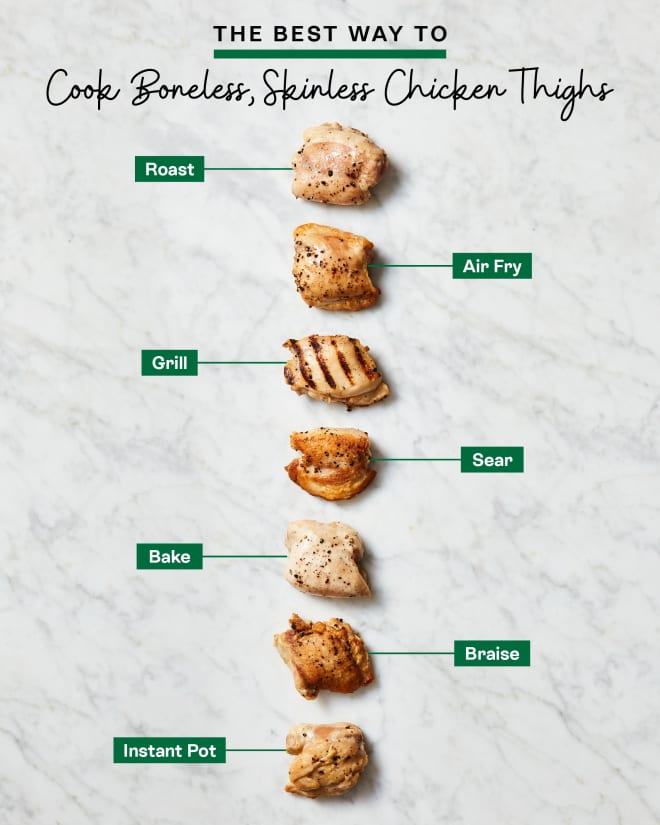 THE BEST WAY TO
Cook Boneless, Skinless Chicken Thighs
Roast
Air Fry
Grill
Sear
Bake
Braise
Instant Pot